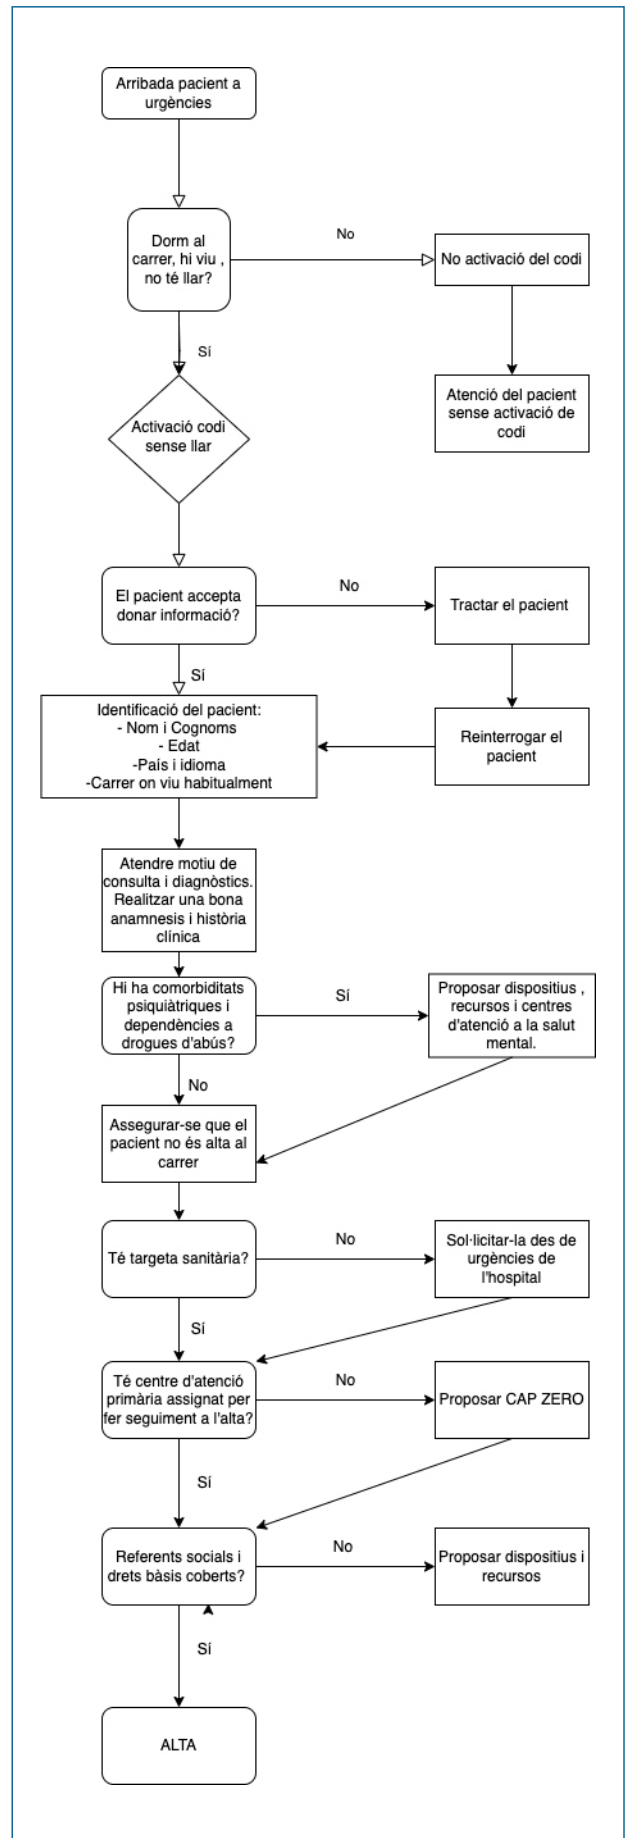 Arribada pacient a
urgències
Dorm al
carrer, hi viu ,
no té llar?
No
No activació del codi
Sí
Atenció del pacient
sense activació de
codi
Activació codi
sense llar
El pacient accepta
donar informació?
No
Tractar el pacient
Sí
Identificació del pacient:
- Nom i Cognoms
- Edat
-País i idioma
-Carrer on viu habitualment
Reinterrogar el
pacient
Atendre motiu de
consulta i diagnòstics.
Realitzar una bona
anamnesis i història
clínica
Hi ha comorbiditats
psiquiàtriques i
dependències a
drogues d'abús?
Sí
Proposar dispositius ,
recursos i centres
d'atenció a la salut
mental.
No
Assegurar-se que el
pacient no és alta al
carrer
Té targeta sanitària?
No
Sol·licitar-la des de
urgències de
l'hospital
Sí
Té centre d'atenció
primària assignat per
fer seguiment a l'alta?
No
Proposar CAP ZERO
Sí
Referents socials i
drets bàsis coberts?
No
Proposar dispositius i
recursos
Sí
ALTA